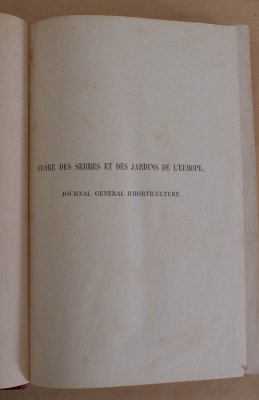 FLORE DES SERRES ET DES JARDINS DE L'EUROPE.
JOURNAL GÉNÉRAL D'HORTICULTURE.